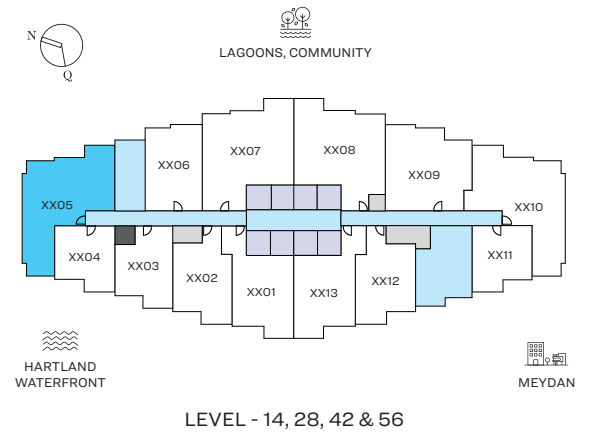 N
Q
LAGOONS, COMMUNITY
XX07
XX08
XX06
XX09
XX05
XX10
XX04
XX03
XX02
XX01
XX13
XX12
XX11
HARTLAND
WATERFRONT
MEYDAN
LEVEL - 14, 28, 42 & 56